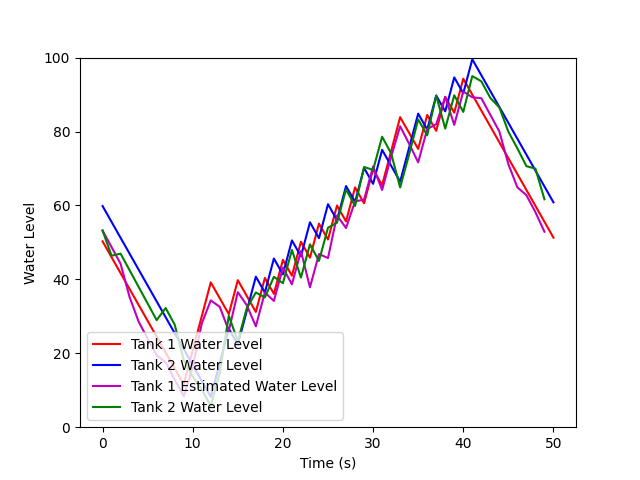 100
80
60
40
20
0
Water Level
Tank 1 Water Level
Tank 2 Water Level
Tank 1 Estimated Water Level
Tank 2 Water Level
0 10 20 30 40 50
Time (s)